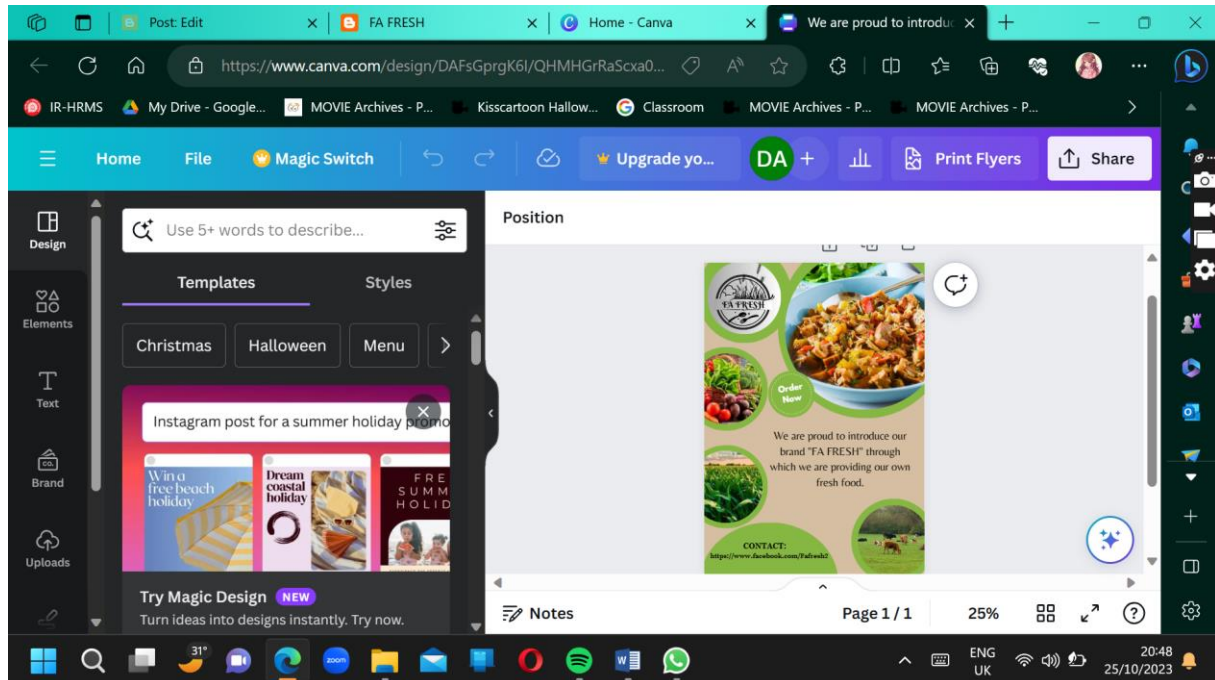 Post: Edit
FA FRESH
Home - Canva
We are proud to introduc
https://www.canva.com/design/DAFsGprgK6I/QHMHGrRaScxa0...
IR-HRMS
My Drive - Google...
MOVIE Archives - P...
Kisscartoon Hallow...
Classroom
MOVIE Archives - P...
MOVIE Archives - P...
Home
File
Magic Switch
Upgrade yo...
DA
Print Flyers
Share
Design
Elements
Text
Brand
Uploads
Use 5+ words to describe...
Templates
Styles
Christmas
Halloween
Menu
Instagram post for a summer holiday promo
Win a
free beach
holiday
Dream
coastal
holiday
FRE
SUMM
HOLID
Try Magic Design NEW
Turn ideas into designs instantly. Try now.
Position
FA FRESH
Order
Now
We are proud to introduce our
brand "FA FRESH" through
which we are providing our own
fresh food.
CONTACT:
https://www.facebook.com/Fafresh2
Notes
Page 1 / 1
25%
31°
zoom
ENG
UK
20:48
25/10/2023